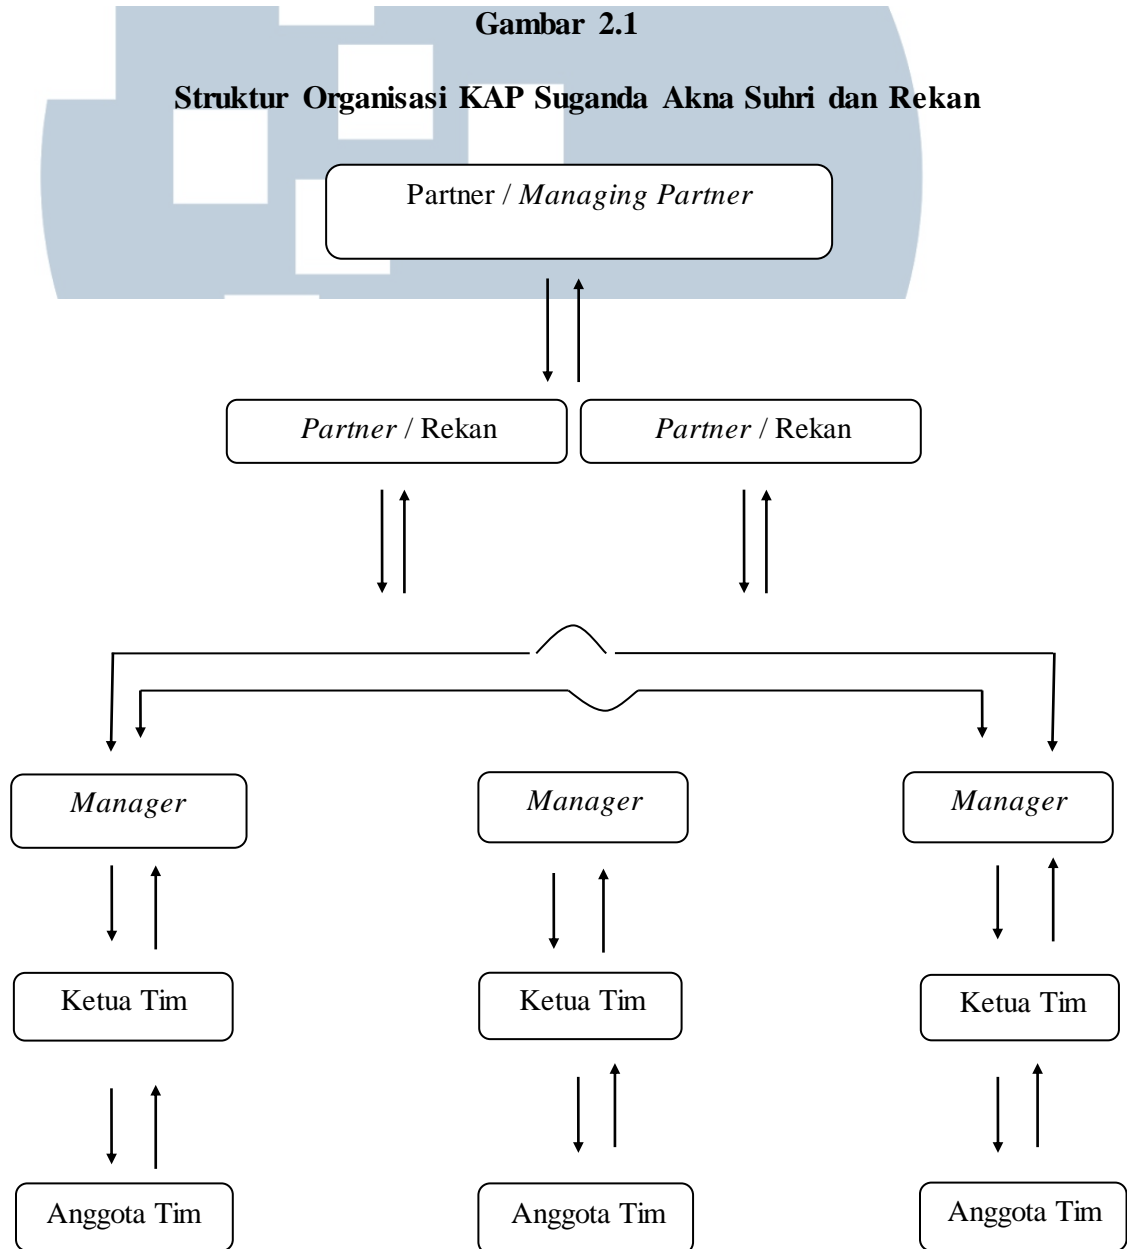 Gambar 2.1
Struktur Organisasi KAP Suganda Akna Suhri dan Rekan
Partner / Managing Partner
Partner / Rekan
Partner / Rekan
Manager
Manager
Manager
Ketua Tim
Ketua Tim
Ketua Tim
Anggota Tim
Anggota Tim
Anggota Tim